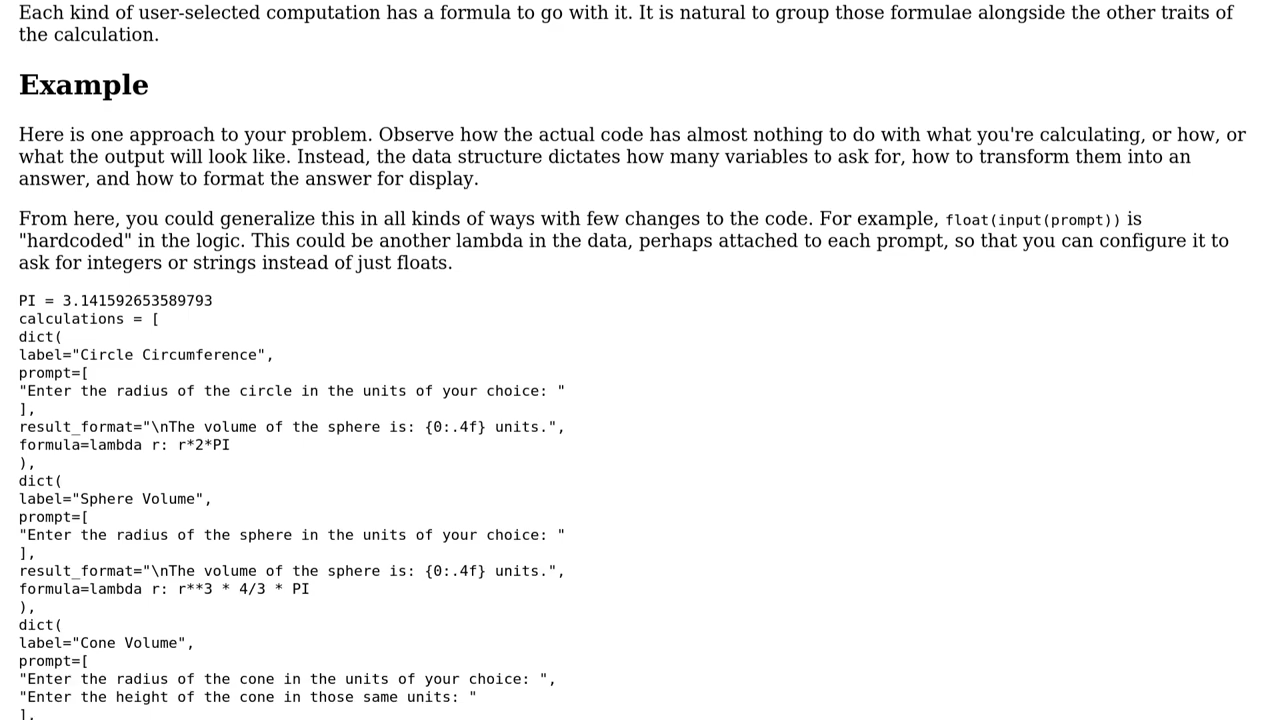 Each kind of user-selected computation has a formula to go with it. It is natural to group those formulae alongside the other traits of
the calculation.
Example
Here is one approach to your problem. Observe how the actual code has almost nothing to do with what you're calculating, or how, or
what the output will look like. Instead, the data structure dictates how many variables to ask for, how to transform them into an
answer, and how to format the answer for display.
From here, you could generalize this in all kinds of ways with few changes to the code. For example, float(input(prompt)) is
"hardcoded" in the logic. This could be another lambda in the data, perhaps attached to each prompt, so that you can configure it to
ask for integers or strings instead of just floats.
PI = 3.141592653589793
calculations = [
dict(
label="Circle Circumference",
prompt=[
"Enter the radius of the circle in the units of your choice: "
],
result_format="\nThe volume of the sphere is: {0:.4f} units.",
formula=lambda r: r*2*PI
),
dict(
label="Sphere Volume",
prompt=[
"Enter the radius of the sphere in the units of your choice: "
],
result_format="\nThe volume of the sphere is: {0:.4f} units.",
formula=lambda r: r**3 * 4/3 * PI
),
dict(
label="Cone Volume",
prompt=[
"Enter the radius of the cone in the units of your choice: ",
"Enter the height of the cone in those same units: "
],